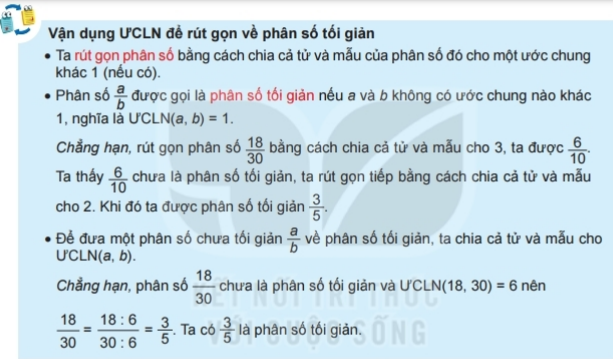 Vận dụng ƯCLN để rút gọn về phân số tối giản
• Ta rút gọn phân số bằng cách chia cả tử và mẫu của phân số đó cho một ước chung
khác 1 (nếu có).
• Phân số a/b được gọi là phân số tối giản nếu a và b không có ước chung nào khác
1, nghĩa là ƯCLN(a, b) = 1.
Chẳng hạn, rút gọn phân số 18/30 bằng cách chia cả tử và mẫu cho 3, ta được 6/10.
Ta thấy 6/10 chưa là phân số tối giản, ta rút gọn tiếp bằng cách chia cả tử và mẫu
cho 2. Khi đó ta được phân số tối giản 3/5.
• Để đưa một phân số chưa tối giản a/b về phân số tối giản, ta chia cả tử và mẫu cho
ƯCLN(a, b).
Chẳng hạn, phân số 18/30 chưa là phân số tối giản và ƯCLN(18, 30) = 6 nên
KẾT NỐI TRI THỨC
18/30 = 18 : 6/30 : 6 = 3/5. Ta có 3/5 là phân số tối giản.
VỚI CUỘC SỐNG